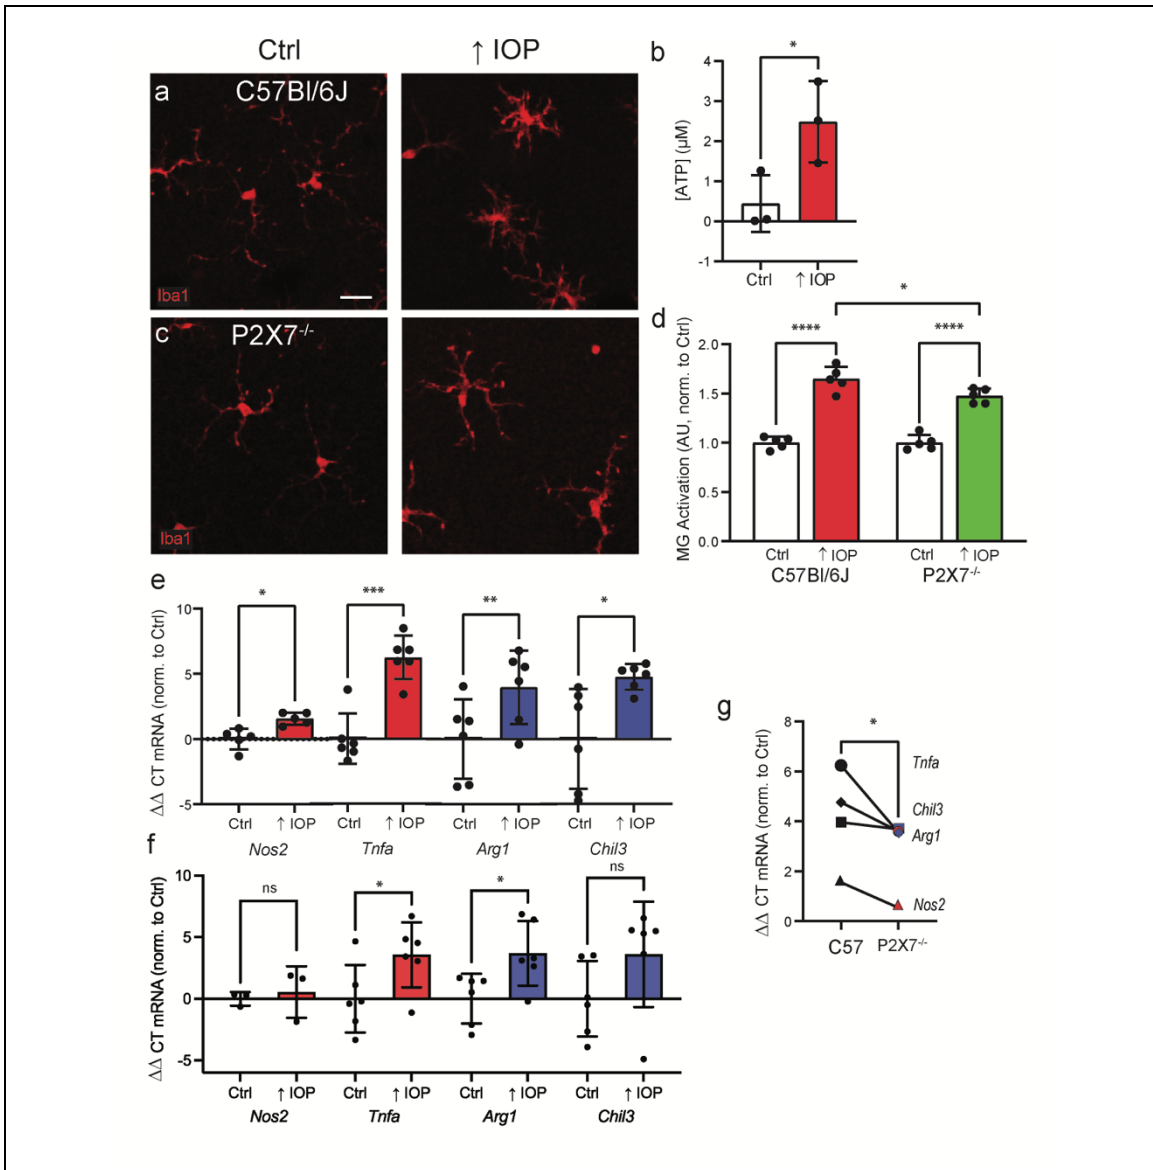 Ctrl
↑ IOP
a
C57Bl/6J
Iba1
b
*
[ATP] (µM)
4
3
2
1
0
-1
Ctrl
↑ IOP
c
P2X7-/-
Iba1
d
*
****
****
MG Activation (AU, norm. to Ctrl)
2.0
1.5
1.0
0.5
0.0
Ctrl
↑ IOP
Ctrl
↑ IOP
C57Bl/6J
P2X7-/-
e
*
***
**
*
ΔΔ CT mRNA (norm. to Ctrl)
10
5
0
-5
Ctrl
↑ IOP
Ctrl
↑ IOP
Ctrl
↑ IOP
Ctrl
↑ IOP
Nos2
Tnfa
Arg1
Chil3
f
ns
*
*
ns
ΔΔ CT mRNA (norm. to Ctrl)
10
5
0
-5
Ctrl
↑ IOP
Ctrl
↑ IOP
Ctrl
↑ IOP
Ctrl
↑ IOP
Nos2
Tnfa
Arg1
Chil3
g
*
ΔΔ CT mRNA (norm. to Ctrl)
8
6
4
2
0
Tnfa
Chil3
Arg1
Nos2
C57
P2X7-/-